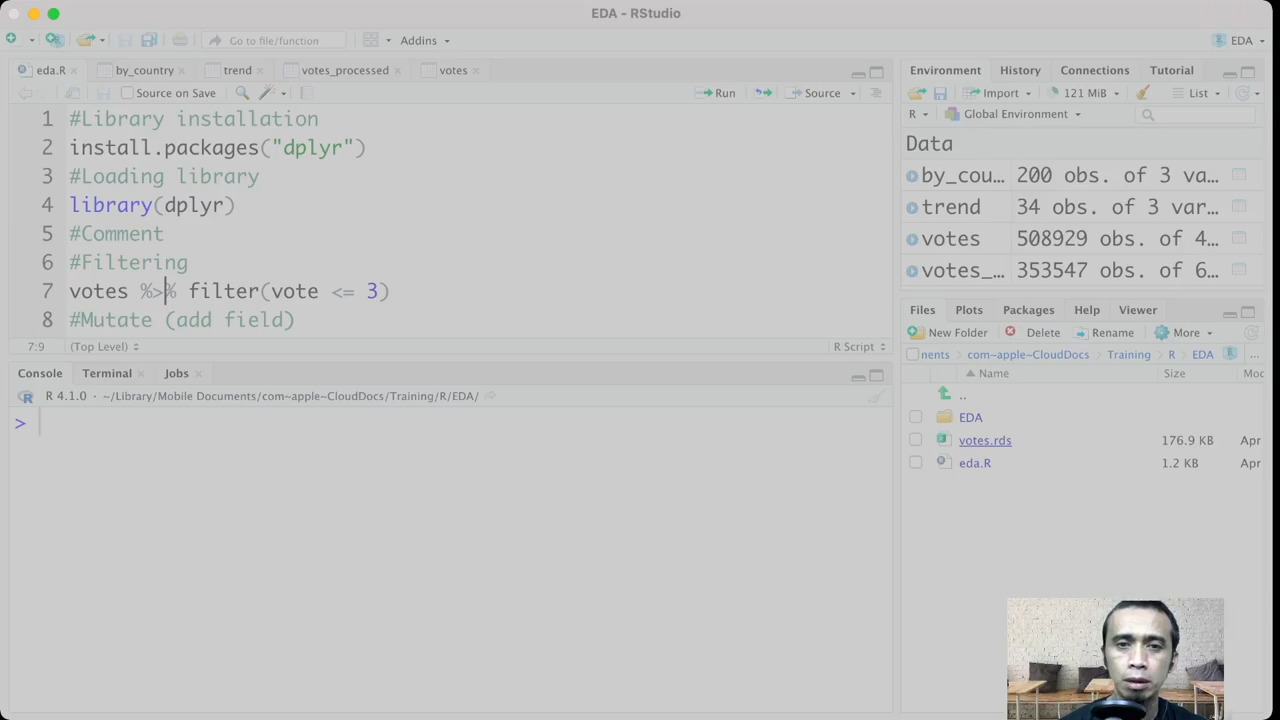 EDA - RStudio
Go to file/function
Addins
EDA
eda.R
by_country
trend
votes_processed
votes
Source on Save
Run
Source
1 #Library installation
2 install.packages("dplyr")
3 #Loading library
4 library(dplyr)
5 #Comment
6 #Filtering
7 votes %>% filter(vote <= 3)
8 #Mutate (add field)
7:9 (Top Level)
R Script
Console
Terminal
Jobs
R 4.1.0 · ~/Library/Mobile Documents/com~apple~CloudDocs/Training/R/EDA/
>
Environment
History
Connections
Tutorial
Import
121 MiB
List
R
Global Environment
Data
by_cou… 200 obs. of 3 va…
trend 34 obs. of 3 var…
votes 508929 obs. of 4…
votes_… 353547 obs. of 6…
Files
Plots
Packages
Help
Viewer
New Folder
Delete
Rename
More
nents
com~apple~CloudDocs
Training
R
EDA
...
Name
Size
Moc
..
EDA
votes.rds 176.9 KB Apr
eda.R 1.2 KB Apr